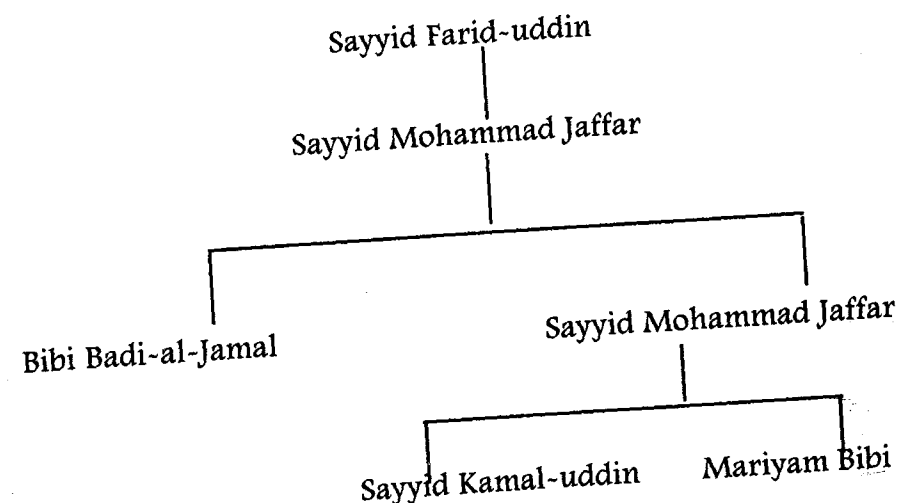 Sayyid Farid-uddin
Sayyid Mohammad Jaffar
Sayyid Mohammad Jaffar
Bibi Badi-al-Jamal
Sayyid Kamal-uddin
Mariyam Bibi